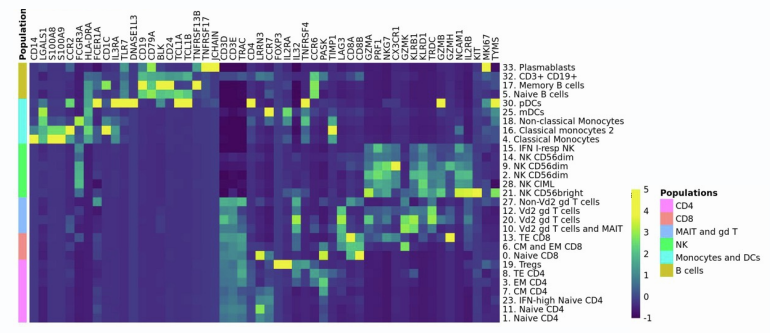 Population
CD14
LGALS1
S100A8
S100A9
CCR2
FCGR3A
HLA-DRA
FCER1A
CD1C
IL3RA
TLR7
DNASE1L3
CD19
CD79A
BLK
CD24
TCL1A
TCL1B
TNFRSF13B
TNFRSF17
JCHAIN
CD3D
CD3E
TRAC
CD4
LRRN3
CCR7
FOXP3
IL2RA
IL32
TNFRSF4
CCR6
PASK
TIMP1
LAG3
CD8A
CD8B
GZMA
PRF1
NKG7
CX3CR1
GZMK
KLRB1
KLRD1
TRDC
GZMB
GZMH
NCAM1
IL2RB
KIT
MKI67
TYMS
33. Plasmablasts
32. CD3+ CD19+
17. Memory B cells
5. Naive B cells
30. pDCs
25. mDCs
18. Non-classical Monocytes
16. Classical monocytes 2
4. Classical Monocytes
15. IFN I-resp NK
14. NK CD56dim
9. NK CD56dim
2. NK CD56dim
28. NK CIML
21. NK CD56bright
27. Non-Vd2 gd T cells
12. Vd2 gd T cells
20. Vd2 gd T cells
10. Vd2 gd T cells and MAIT
13. TE CD8
6. CM and EM CD8
0. Naive CD8
19. Tregs
8. TE CD4
3. EM CD4
7. CM CD4
23. IFN-high Naive CD4
11. Naive CD4
1. Naive CD4
5
4
3
2
1
0
-1
Populations
CD4
CD8
MAIT and gd T
NK
Monocytes and DCs
B cells